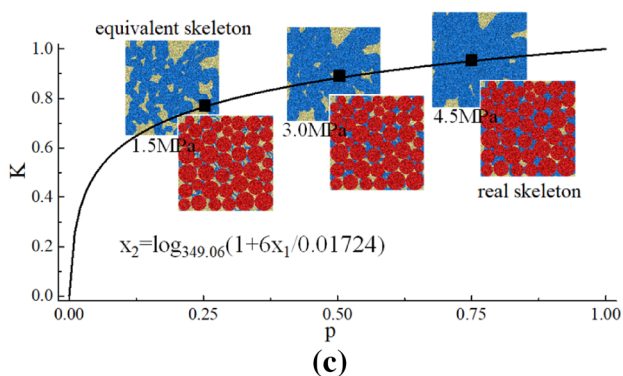 equivalent skeleton
1.0
0.8
0.6
0.4
0.2
0.0
K
1.5MPa
3.0MPa
4.5MPa
real skeleton
x₂=log₃₄₉.₀₆(1+6x₁/0.01724)
0.00
0.25
0.50
0.75
1.00
p
(c)